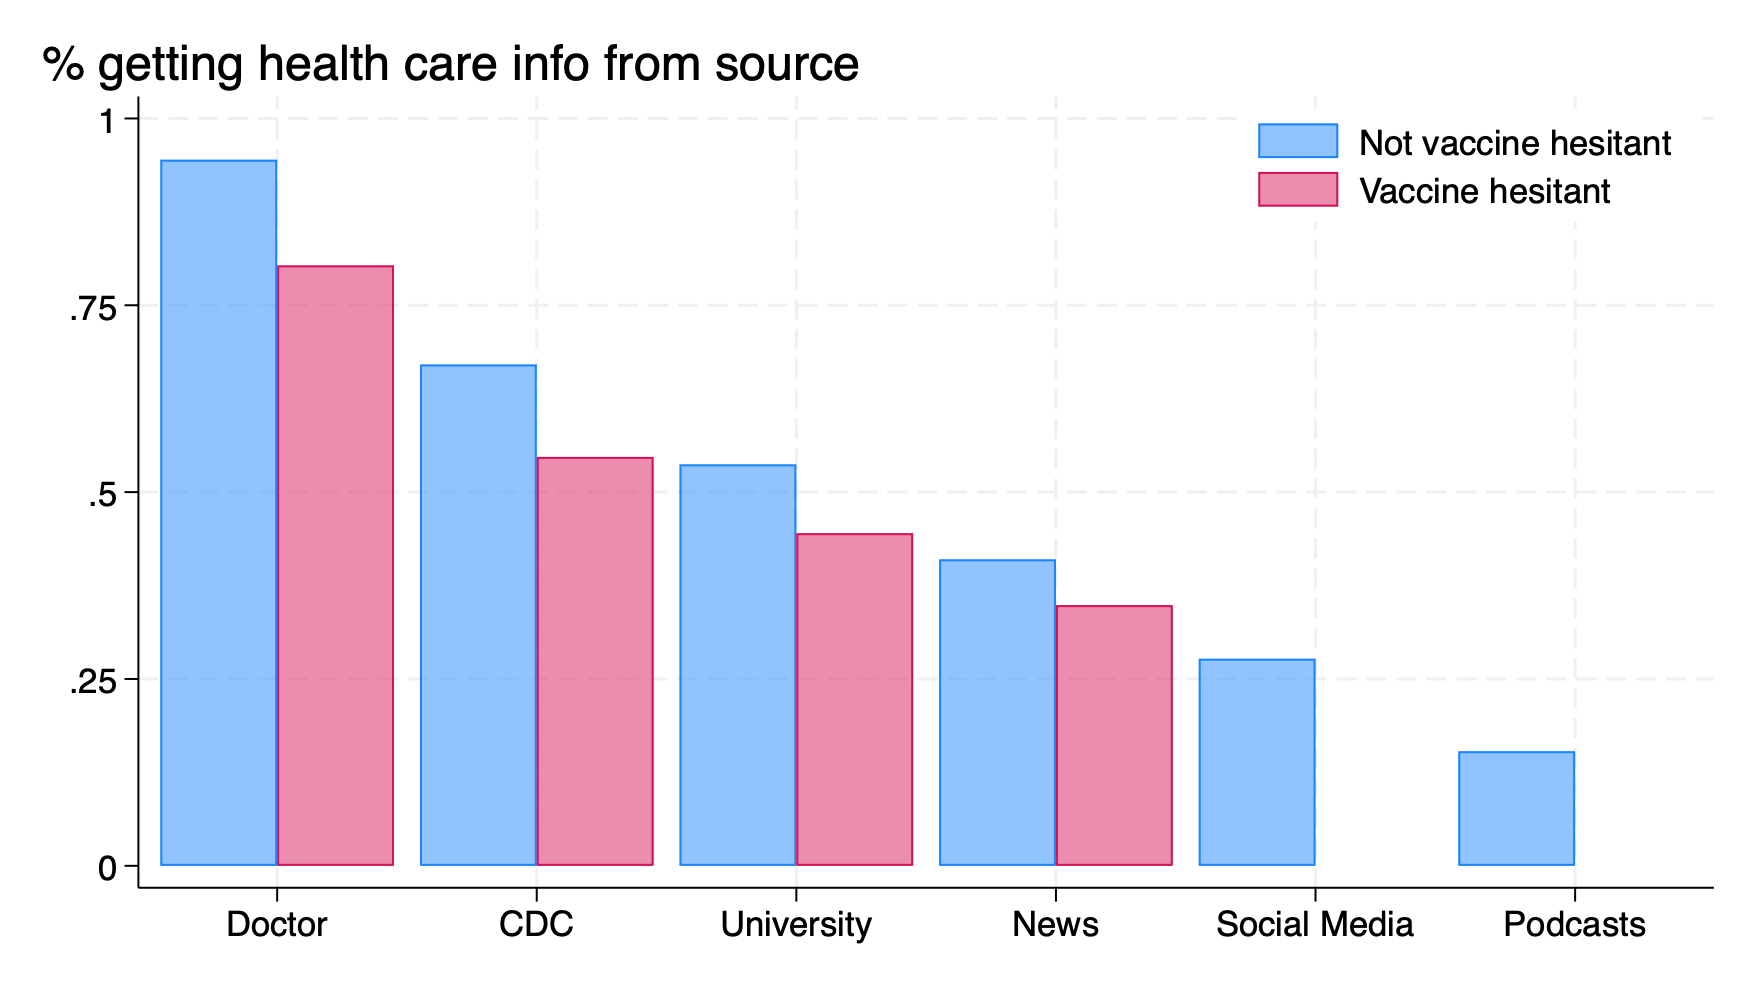 % getting health care info from source
1
.75
.5
.25
0
Not vaccine hesitant
Vaccine hesitant
Doctor CDC University News Social Media Podcasts